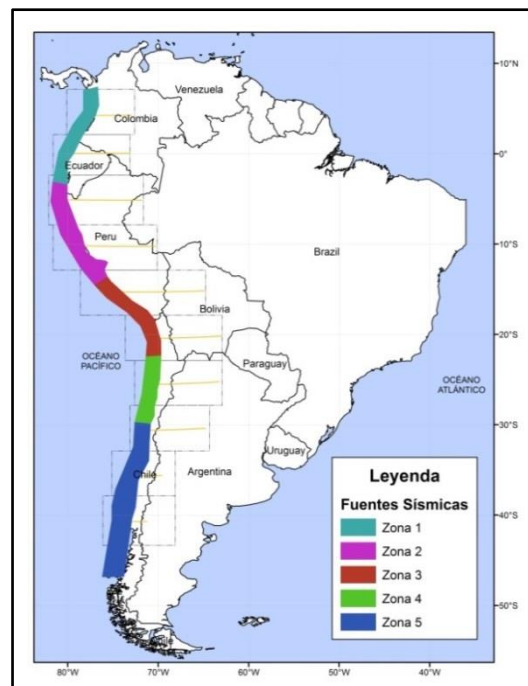 10°N
Venezuela
Colombia
0°
Ecuador
Peru
10°S
Brazil
Bolivia
20°S
OCÉANO
PACÍFICO
Paraguay
OCÉANO
ATLÁNTICO
30°S
Uruguay
Chile
Argentina
40°S
50°S
80°W
70°W
60°W
50°W
40°W
Leyenda
Fuentes Sísmicas
Zona 1
Zona 2
Zona 3
Zona 4
Zona 5